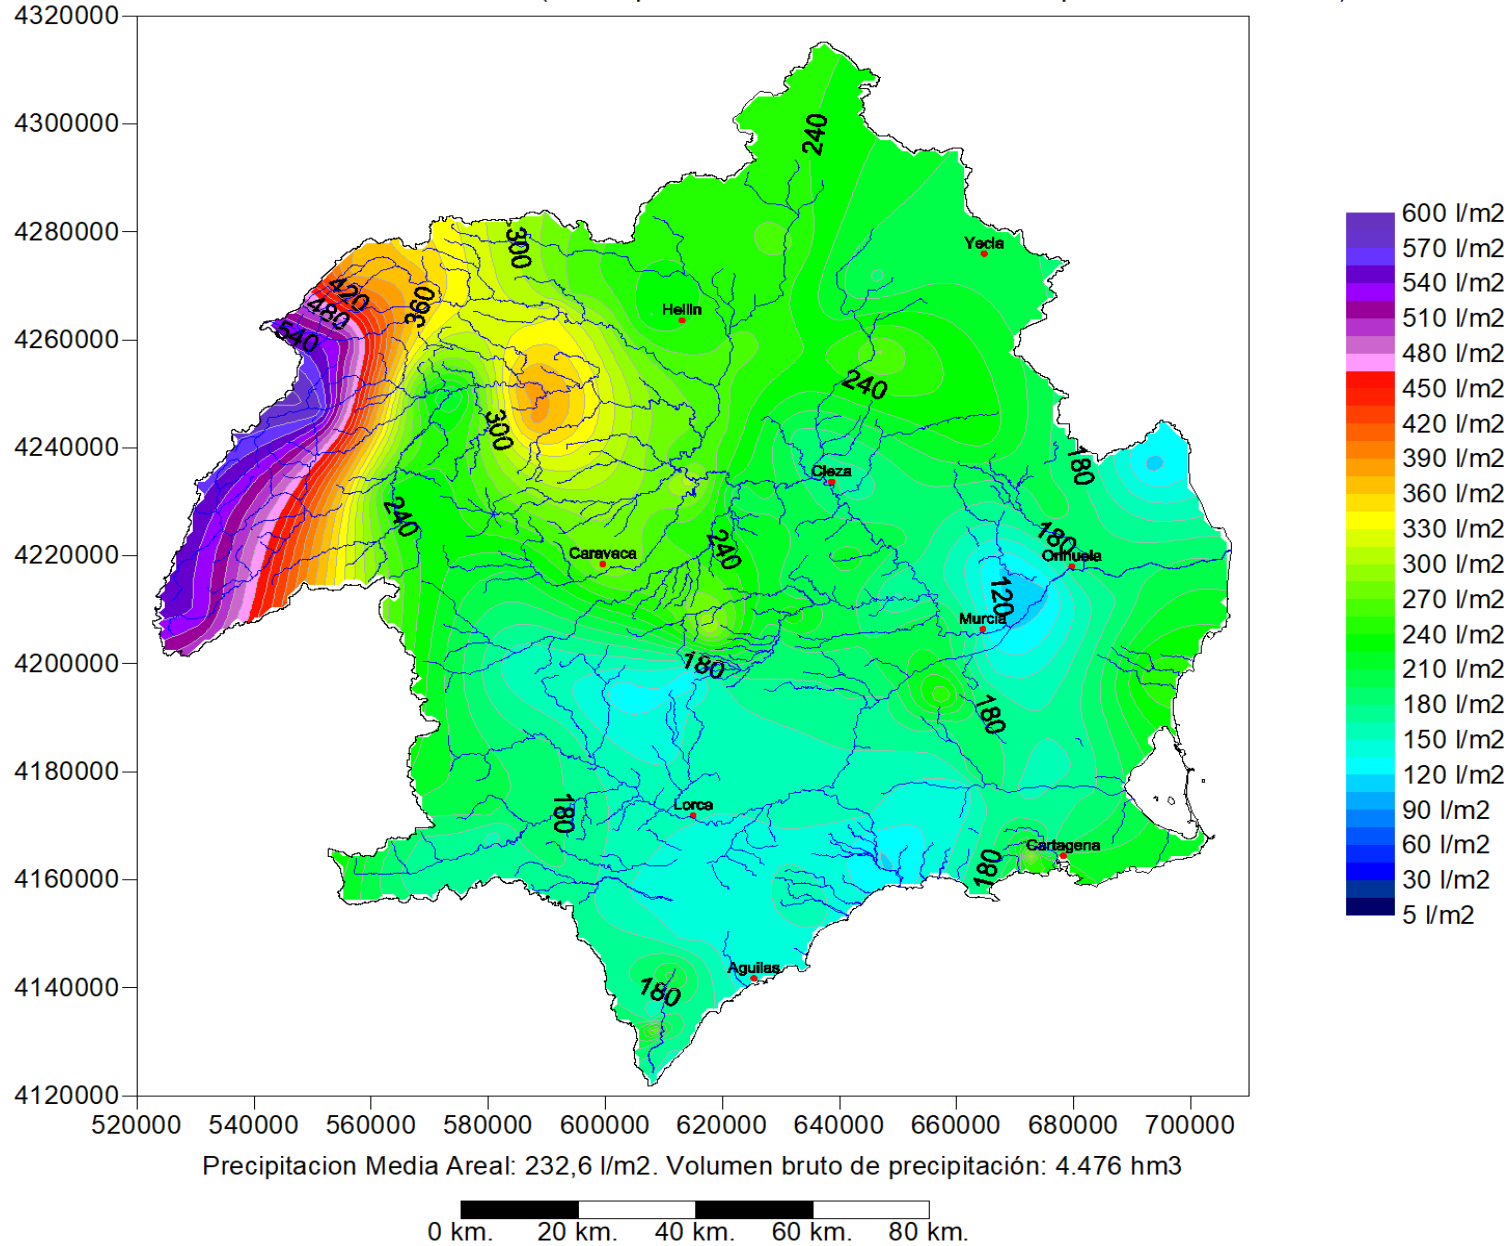 4320000
4300000
4280000
4260000
4240000
4220000
4200000
4180000
4160000
4140000
4120000
520000 540000 560000 580000 600000 620000 640000 660000 680000 700000
240
300
Yecla
420
360
480
Hellin
540
240
300
180
Cieza
240
180
240
Orihuela
Caravaca
120
Murcia
180
180
180
Lorca
180
Cartagena
Aguilas
180
600 l/m2
570 l/m2
540 l/m2
510 l/m2
480 l/m2
450 l/m2
420 l/m2
390 l/m2
360 l/m2
330 l/m2
300 l/m2
270 l/m2
240 l/m2
210 l/m2
180 l/m2
150 l/m2
120 l/m2
90 l/m2
60 l/m2
30 l/m2
5 l/m2
Precipitacion Media Areal: 232,6 l/m2. Volumen bruto de precipitación: 4.476 hm3
0 km. 20 km. 40 km. 60 km. 80 km.